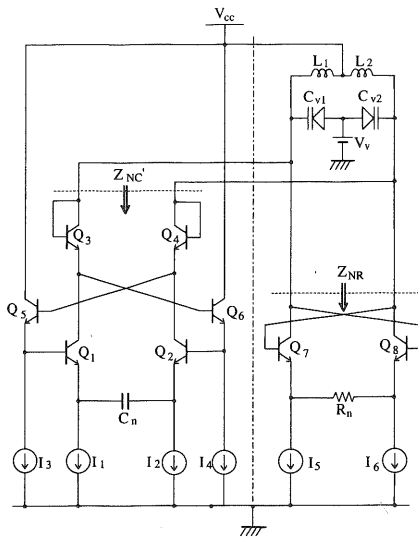 Vcc
L1 L2
Cv1 Cv2
Vv
ZNC'
Q3 Q4
ZNR
Q5 Q6
Q1 Q2 Q7 Q8
Cn Rn
I3 I1 I2 I4 I5 I6